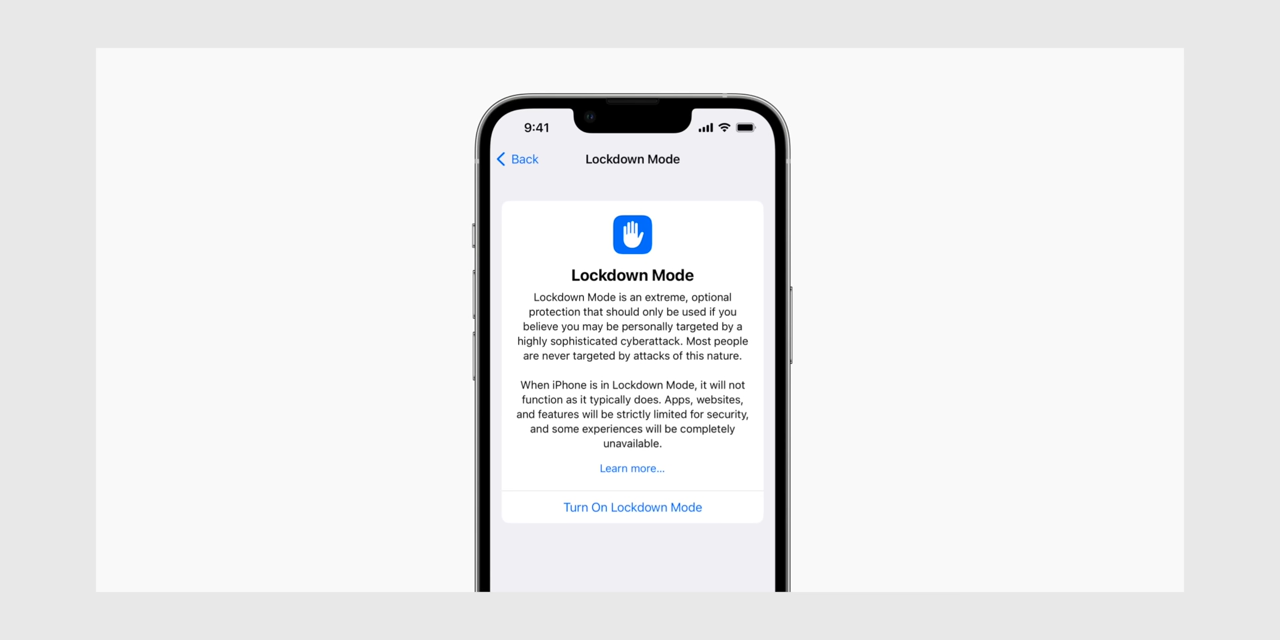 9:41
Back
Lockdown Mode
Lockdown Mode
Lockdown Mode is an extreme, optional
protection that should only be used if you
believe you may be personally targeted by a
highly sophisticated cyberattack. Most people
are never targeted by attacks of this nature.
When iPhone is in Lockdown Mode, it will not
function as it typically does. Apps, websites,
and features will be strictly limited for security,
and some experiences will be completely
unavailable.
Learn more...
Turn On Lockdown Mode